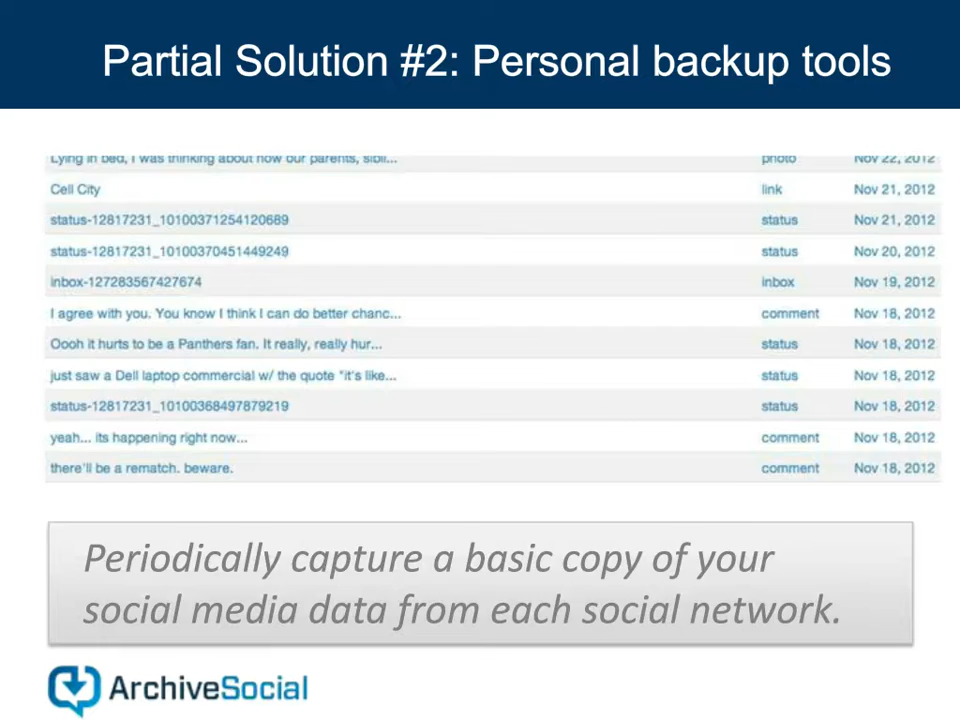 Partial Solution #2: Personal backup tools
Lying in bed, I was thinking about how our parents, sibli... photo Nov 22, 2012
Cell City link Nov 21, 2012
status-12817231_10100371254120689 status Nov 21, 2012
status-12817231_10100370451449249 status Nov 20, 2012
inbox-127283567427674 inbox Nov 19, 2012
I agree with you. You know I think I can do better chanc... comment Nov 18, 2012
Oooh it hurts to be a Panthers fan. It really, really hur... status Nov 18, 2012
just saw a Dell laptop commercial w/ the quote "it's like... status Nov 18, 2012
status-12817231_10100368497879219 status Nov 18, 2012
yeah... its happening right now... comment Nov 18, 2012
there'll be a rematch. beware. comment Nov 18, 2012
Periodically capture a basic copy of your
social media data from each social network.
ArchiveSocial